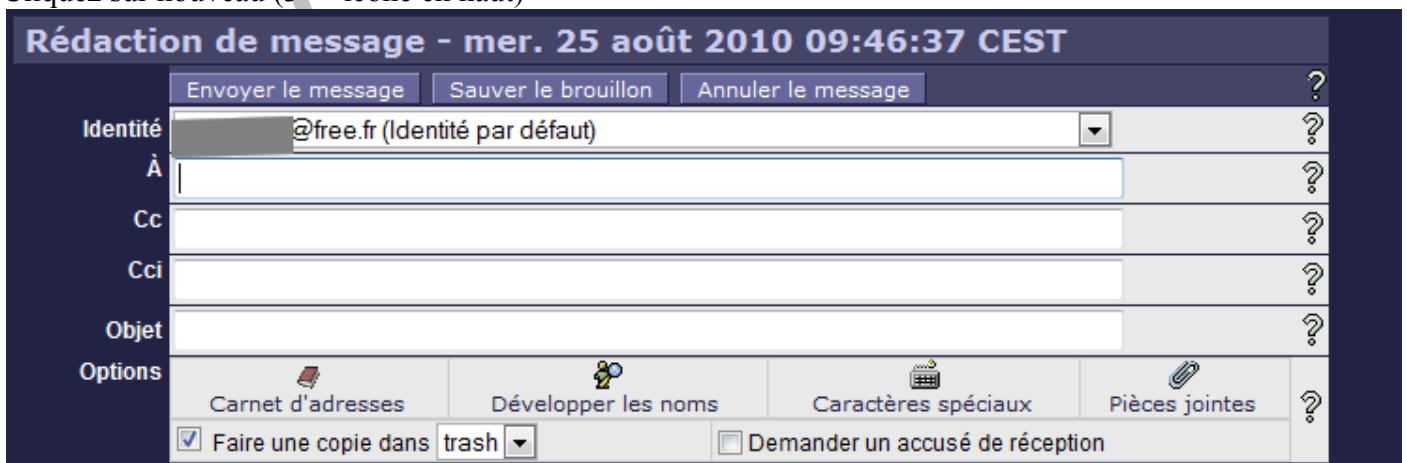 Rédaction de message - mer. 25 août 2010 09:46:37 CEST
Envoyer le message Sauver le brouillon Annuler le message ?
Identité @free.fr (Identité par défaut) ?
À ?
Cc ?
Cci ?
Objet ?
Options Carnet d'adresses Développer les noms Caractères spéciaux Pièces jointes ?
Faire une copie dans trash Demander un accusé de réception